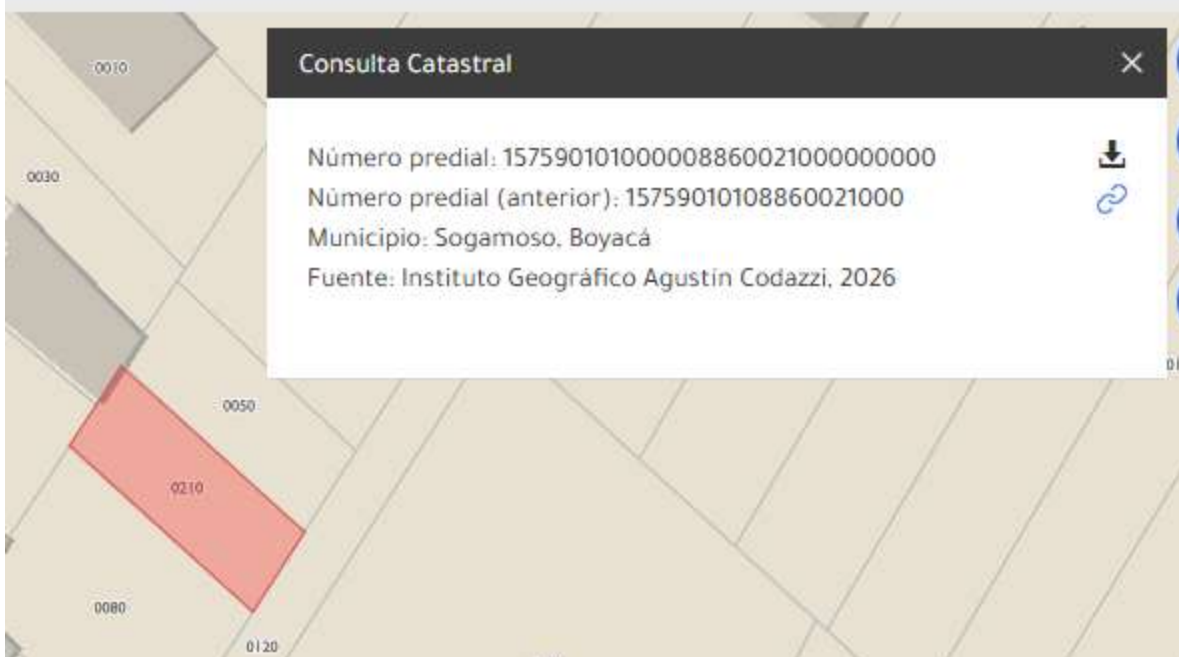 0010
Consulta Catastral
Número predial: 157590101000008860021000000000
Número predial (anterior): 15759010108860021000
Municipio: Sogamoso, Boyacá
Fuente: Instituto Geográfico Agustín Codazzi, 2026
0030
0050
0210
0080
0120